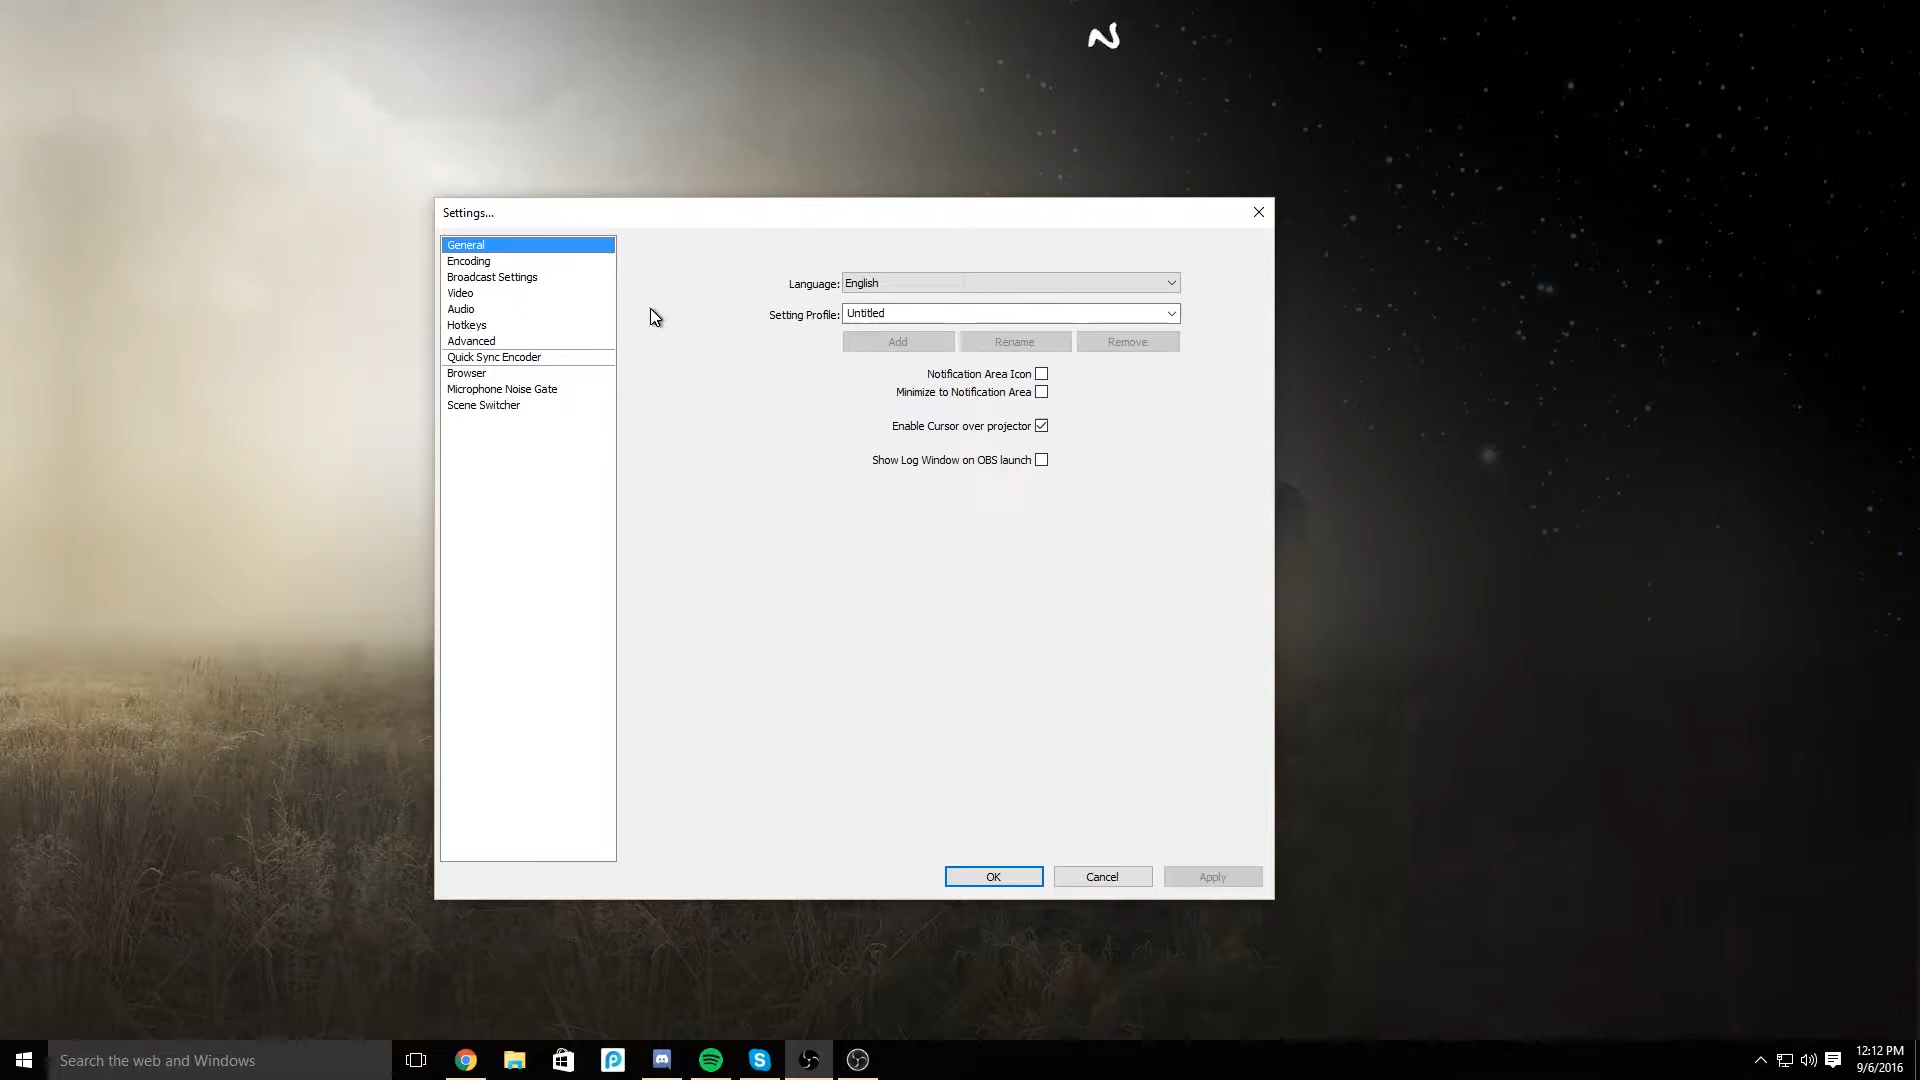 Settings...
General
Encoding
Broadcast Settings
Video
Audio
Hotkeys
Advanced
Quick Sync Encoder
Browser
Microphone Noise Gate
Scene Switcher
Language: English
Setting Profile: Untitled
Add Rename Remove
Notification Area Icon
Minimize to Notification Area
Enable Cursor over projector
Show Log Window on OBS launch
OK Cancel Apply
Search the web and Windows
12:12 PM
9/6/2016